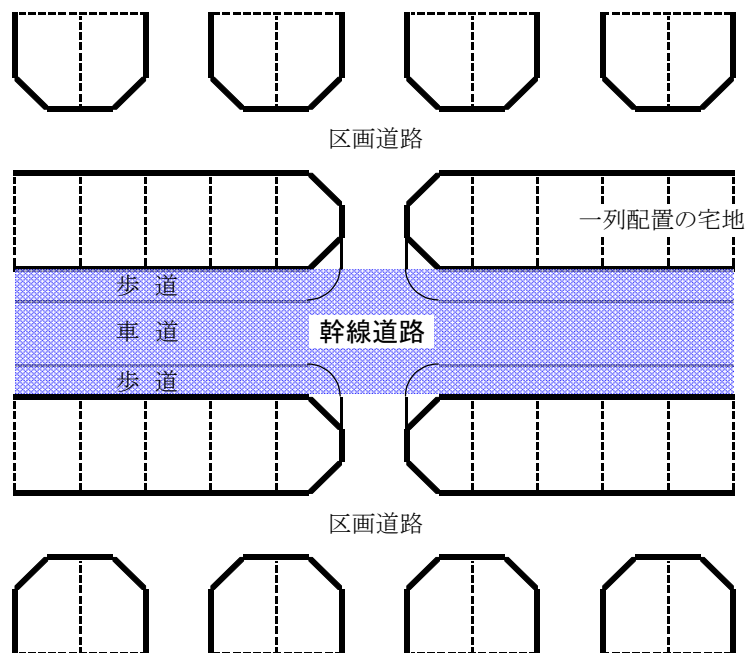 区画道路
一列配置の宅地
歩 道
車 道
幹線道路
歩 道
区画道路